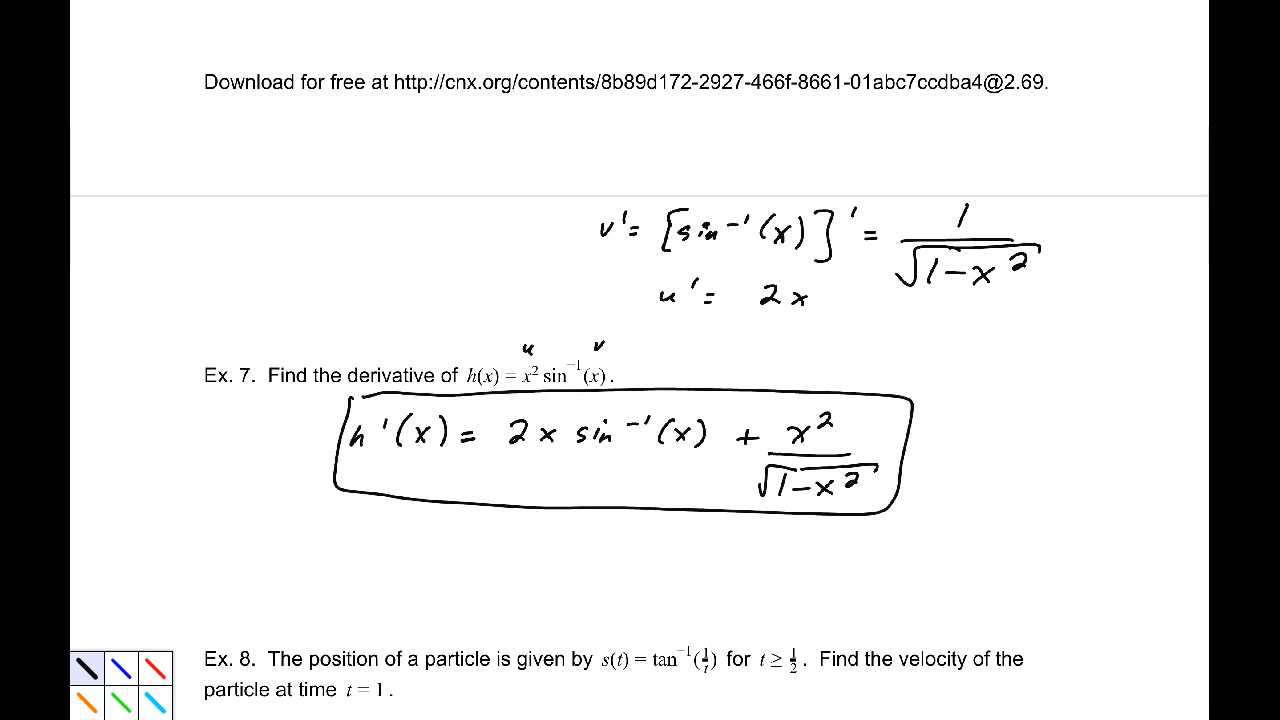 Download for free at http://cnx.org/contents/8b89d172-2927-466f-8661-01abc7ccdba4@2.69.
v' = [sin⁻¹(x)]' = 1/√(1-x²)
u' = 2x
u v
Ex. 7. Find the derivative of h(x) = x² sin⁻¹(x).
h'(x) = 2x sin⁻¹(x) + x²/√(1-x²)
Ex. 8. The position of a particle is given by s(t) = tan⁻¹(1/t) for t ≥ 1/2. Find the velocity of the
particle at time t = 1.